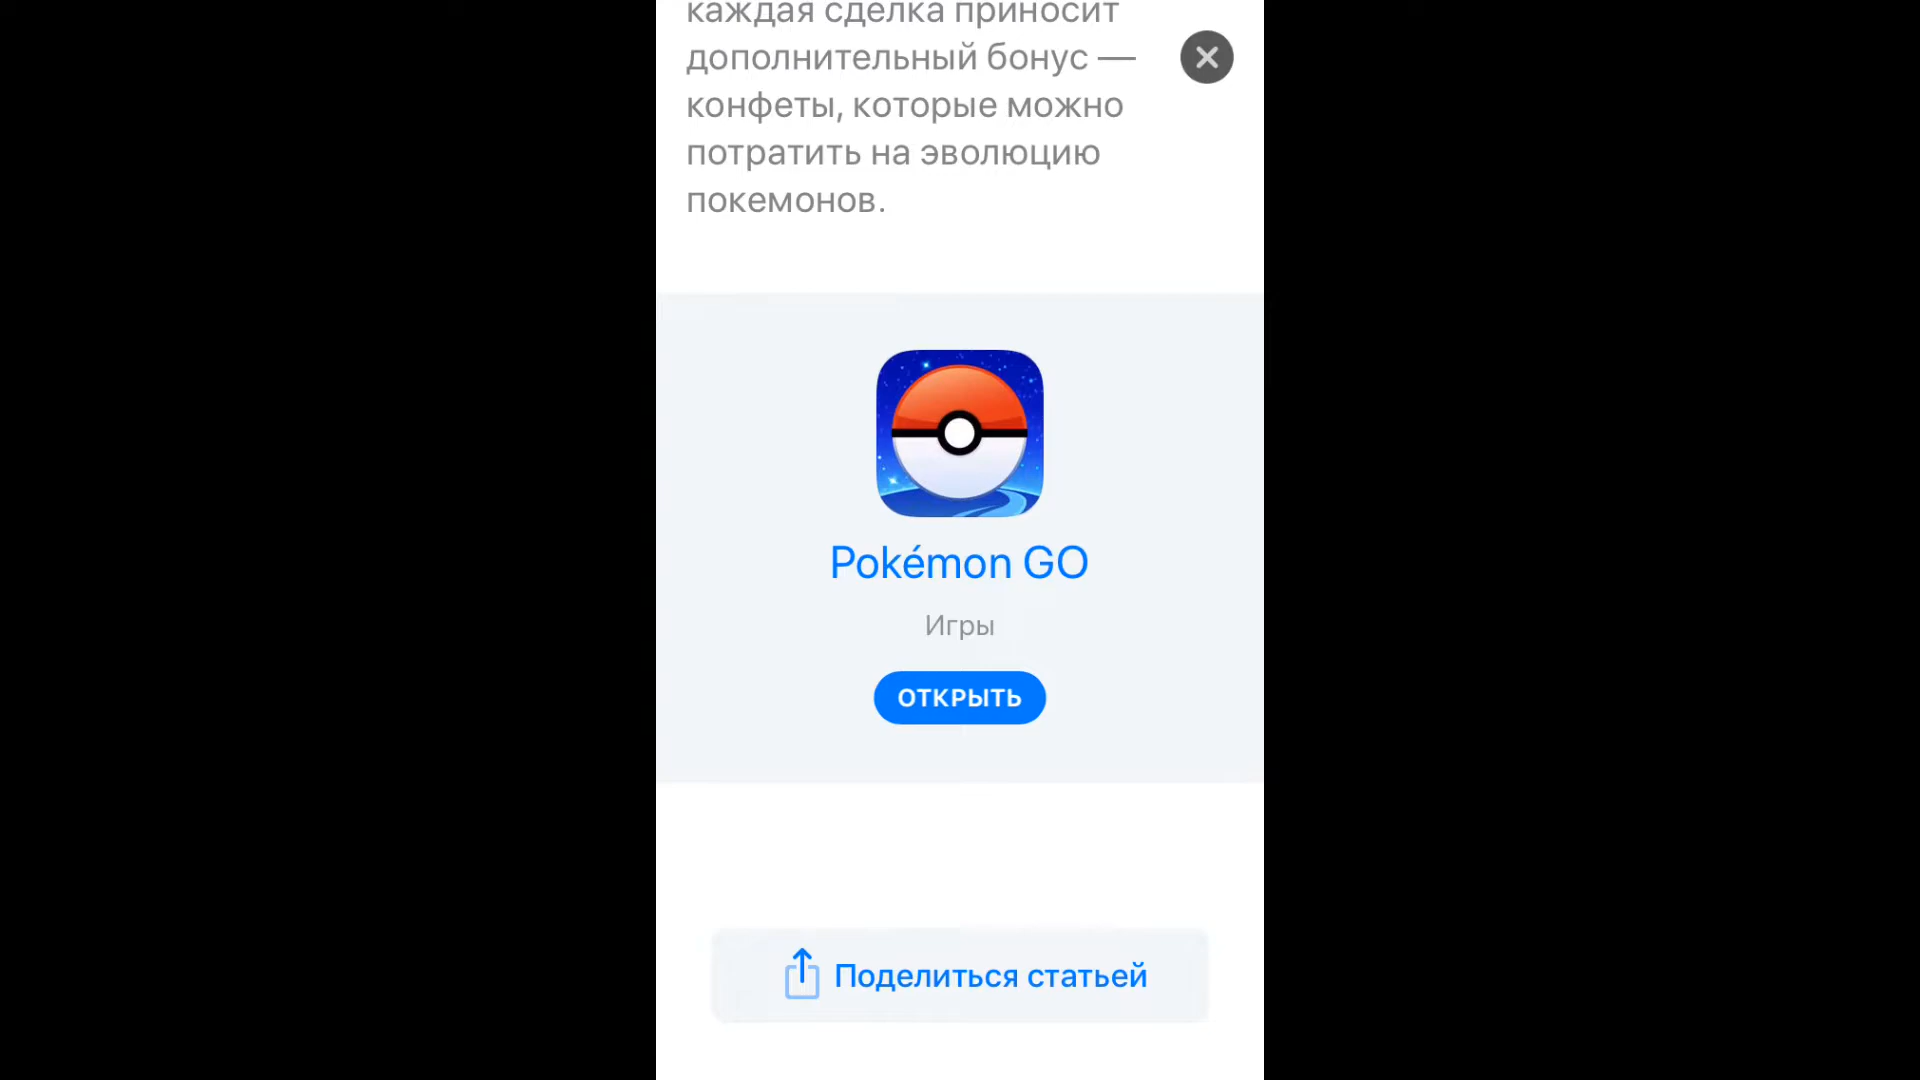 каждая сделка приносит
дополнительный бонус —
конфеты, которые можно
потратить на эволюцию
покемонов.
Pokémon GO
Игры
ОТКРЫТЬ
Поделиться статьей